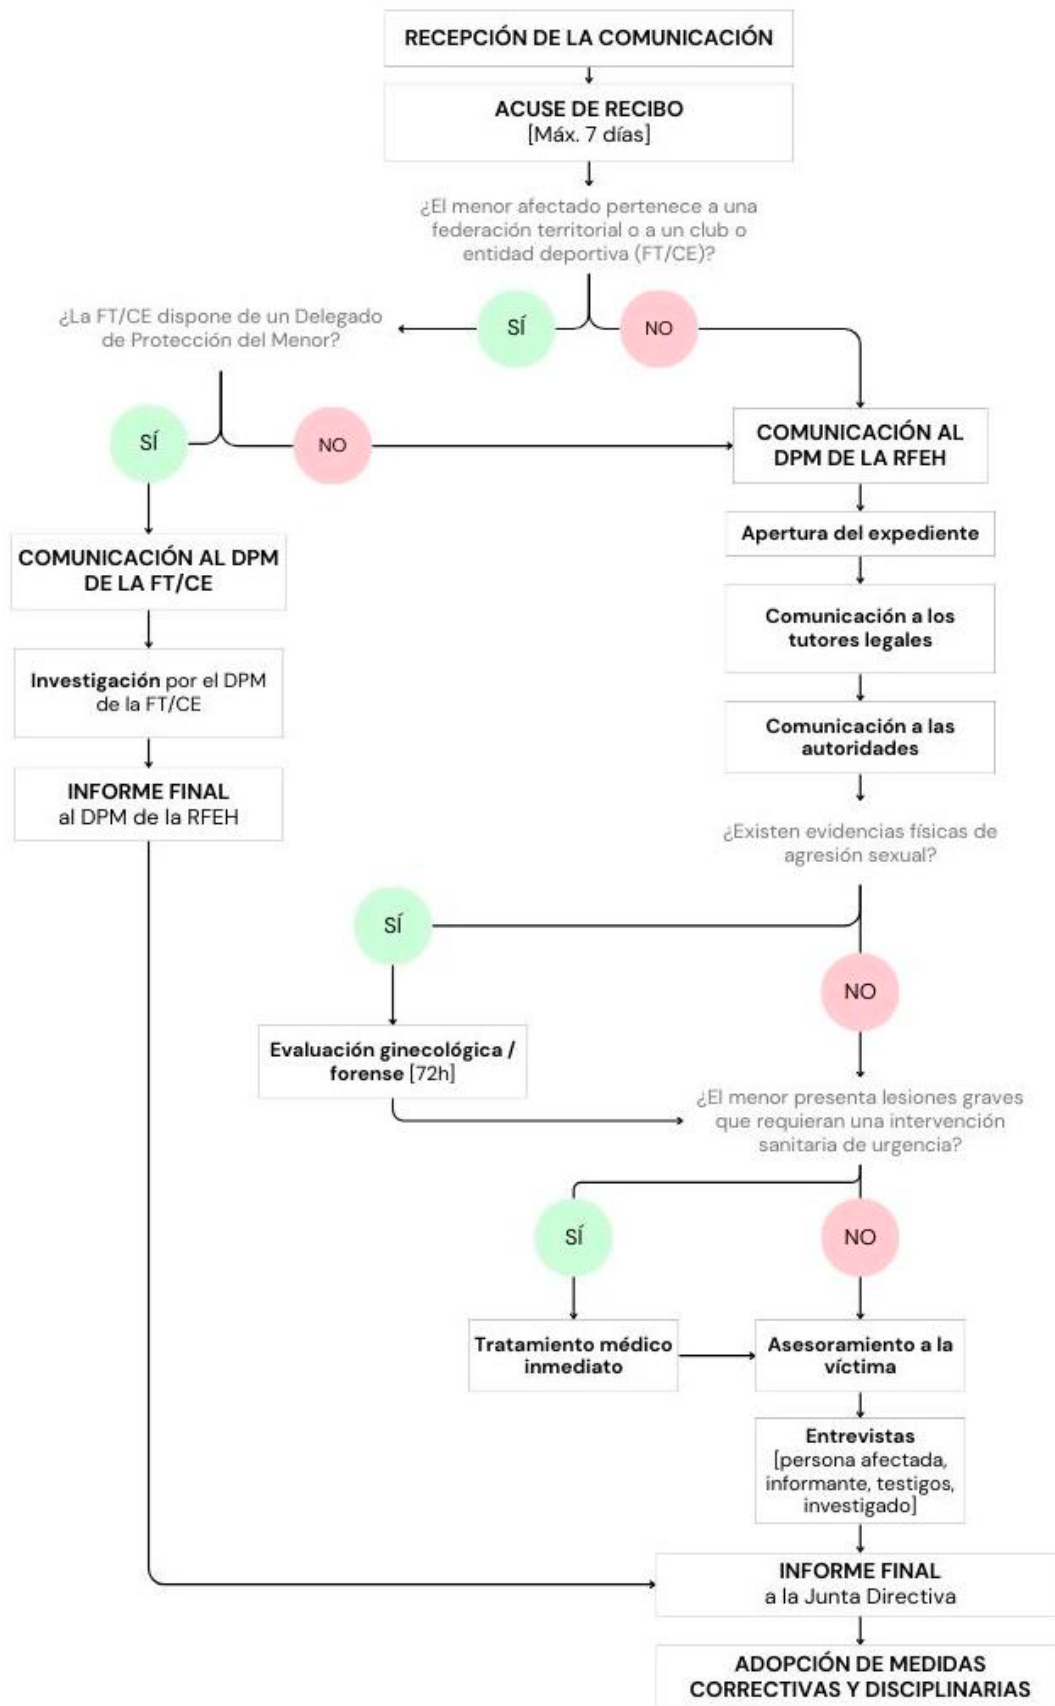 RECEPCIÓN DE LA COMUNICACIÓN
ACUSE DE RECIBO
[Máx. 7 días]
¿El menor afectado pertenece a una
federación territorial o a un club o
entidad deportiva (FT/CE)?
SÍ
NO
¿La FT/CE dispone de un Delegado
de Protección del Menor?
SÍ
NO
COMUNICACIÓN AL DPM
DE LA FT/CE
Investigación por el DPM
de la FT/CE
INFORME FINAL
al DPM de la RFEH
COMUNICACIÓN AL
DPM DE LA RFEH
Apertura del expediente
Comunicación a los
tutores legales
Comunicación a las
autoridades
¿Existen evidencias físicas de
agresión sexual?
SÍ
NO
Evaluación ginecológica /
forense [72h]
¿El menor presenta lesiones graves
que requieran una intervención
sanitaria de urgencia?
SÍ
NO
Tratamiento médico
inmediato
Asesoramiento a la
víctima
Entrevistas
[persona afectada,
informante, testigos,
investigado]
INFORME FINAL
a la Junta Directiva
ADOPCIÓN DE MEDIDAS
CORRECTIVAS Y DISCIPLINARIAS